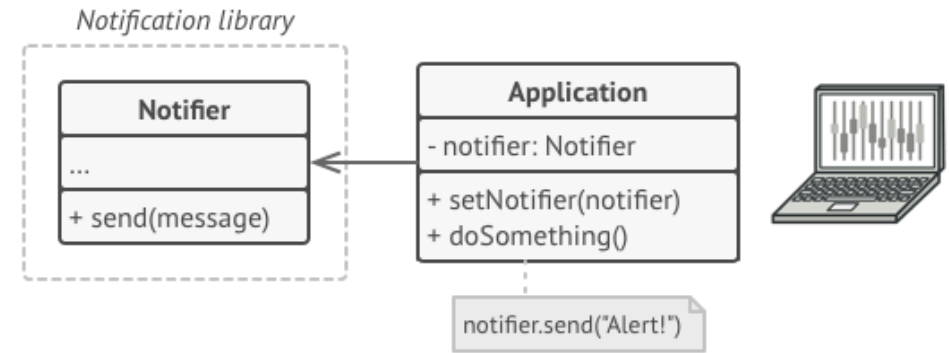 Notification library
Notifier
...
+ send(message)
Application
- notifier: Notifier
+ setNotifier(notifier)
+ doSomething()
notifier.send("Alert!")